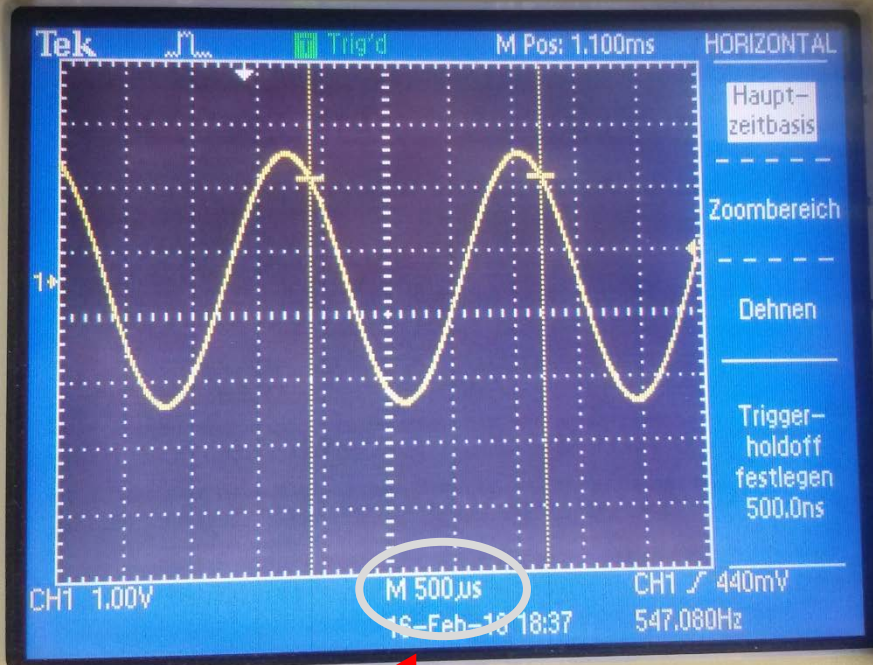 Tek T Trig'd M Pos: 1.100ms HORIZONTAL
Haupt–
zeitbasis
Zoombereich
1
Dehnen
Trigger–
holdoff
festlegen
500.0ns
CH1 1.00V M 500µs CH1 440mV
18:37 547.080Hz